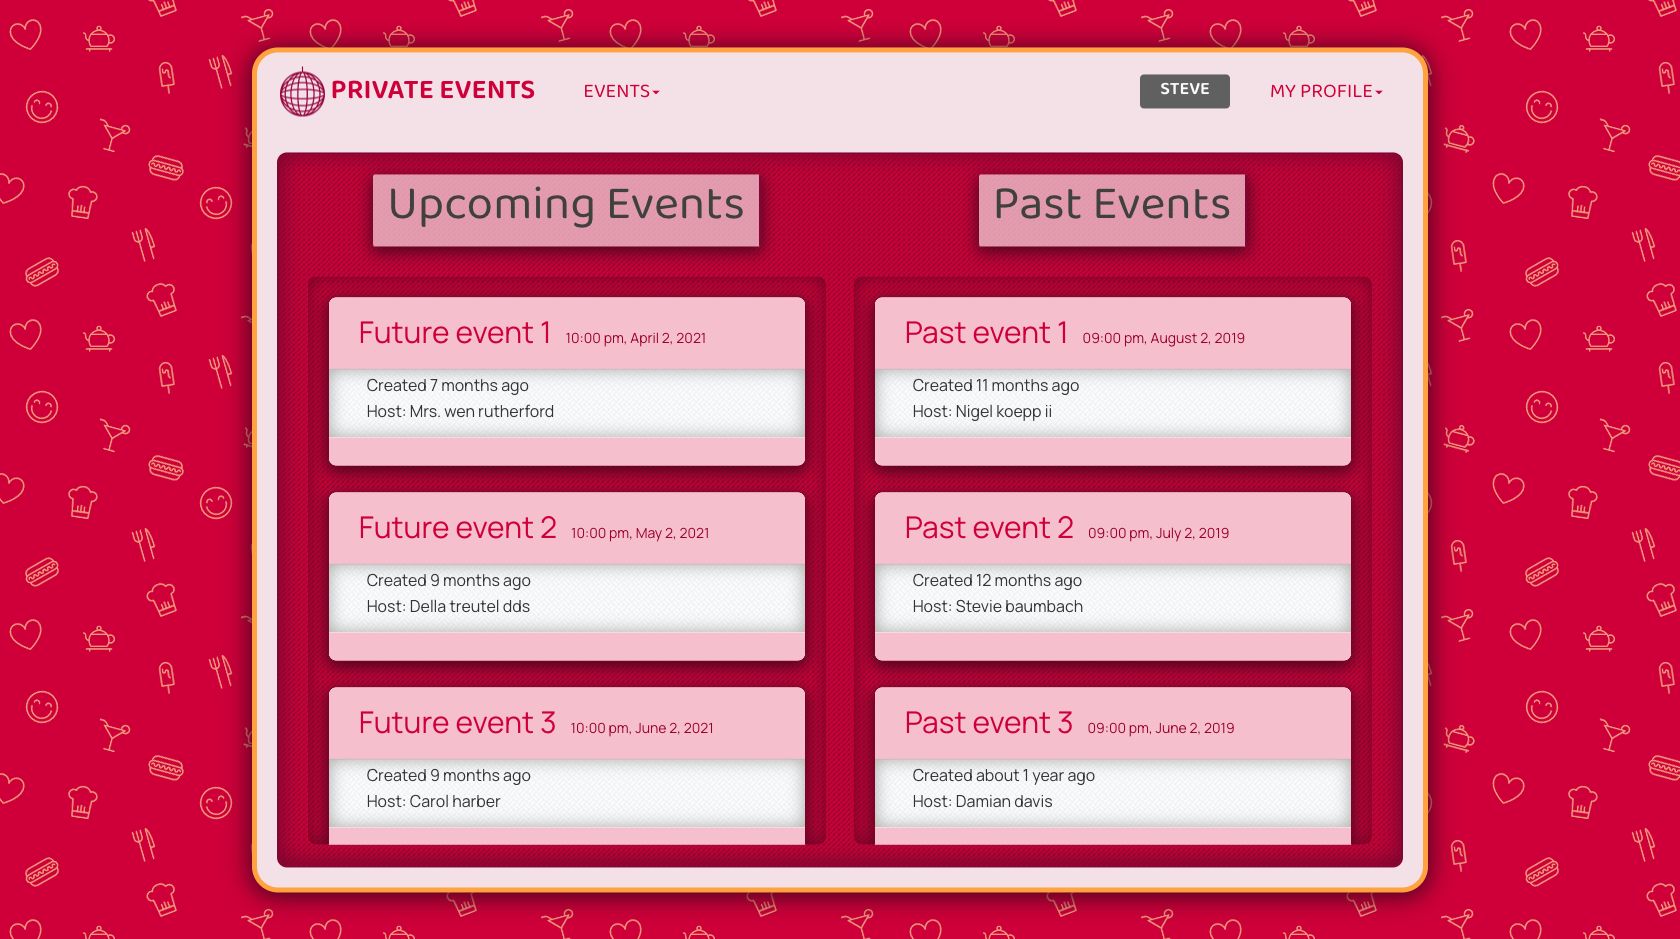 PRIVATE EVENTS
EVENTS
STEVE
MY PROFILE
Upcoming Events
Future event 1 10:00 pm, April 2, 2021
Created 7 months ago
Host: Mrs. wen rutherford
Future event 2 10:00 pm, May 2, 2021
Created 9 months ago
Host: Della treutel dds
Future event 3 10:00 pm, June 2, 2021
Created 9 months ago
Host: Carol harber
Past Events
Past event 1 09:00 pm, August 2, 2019
Created 11 months ago
Host: Nigel koepp ii
Past event 2 09:00 pm, July 2, 2019
Created 12 months ago
Host: Stevie baumbach
Past event 3 09:00 pm, June 2, 2019
Created about 1 year ago
Host: Damian davis